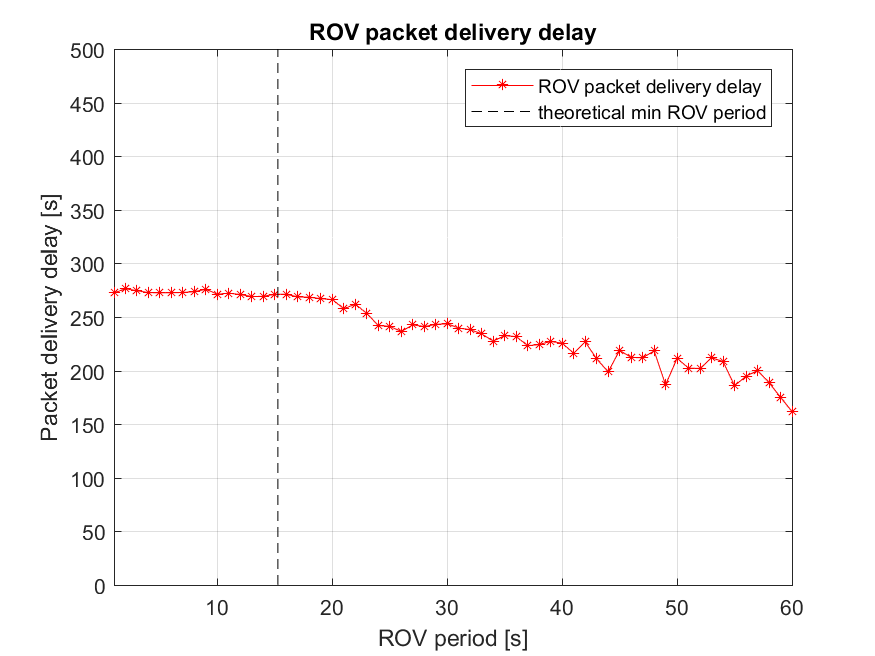 ROV packet delivery delay
ROV packet delivery delay
theoretical min ROV period
Packet delivery delay [s]
500
450
400
350
300
250
200
150
100
50
0
10 20 30 40 50 60
ROV period [s]